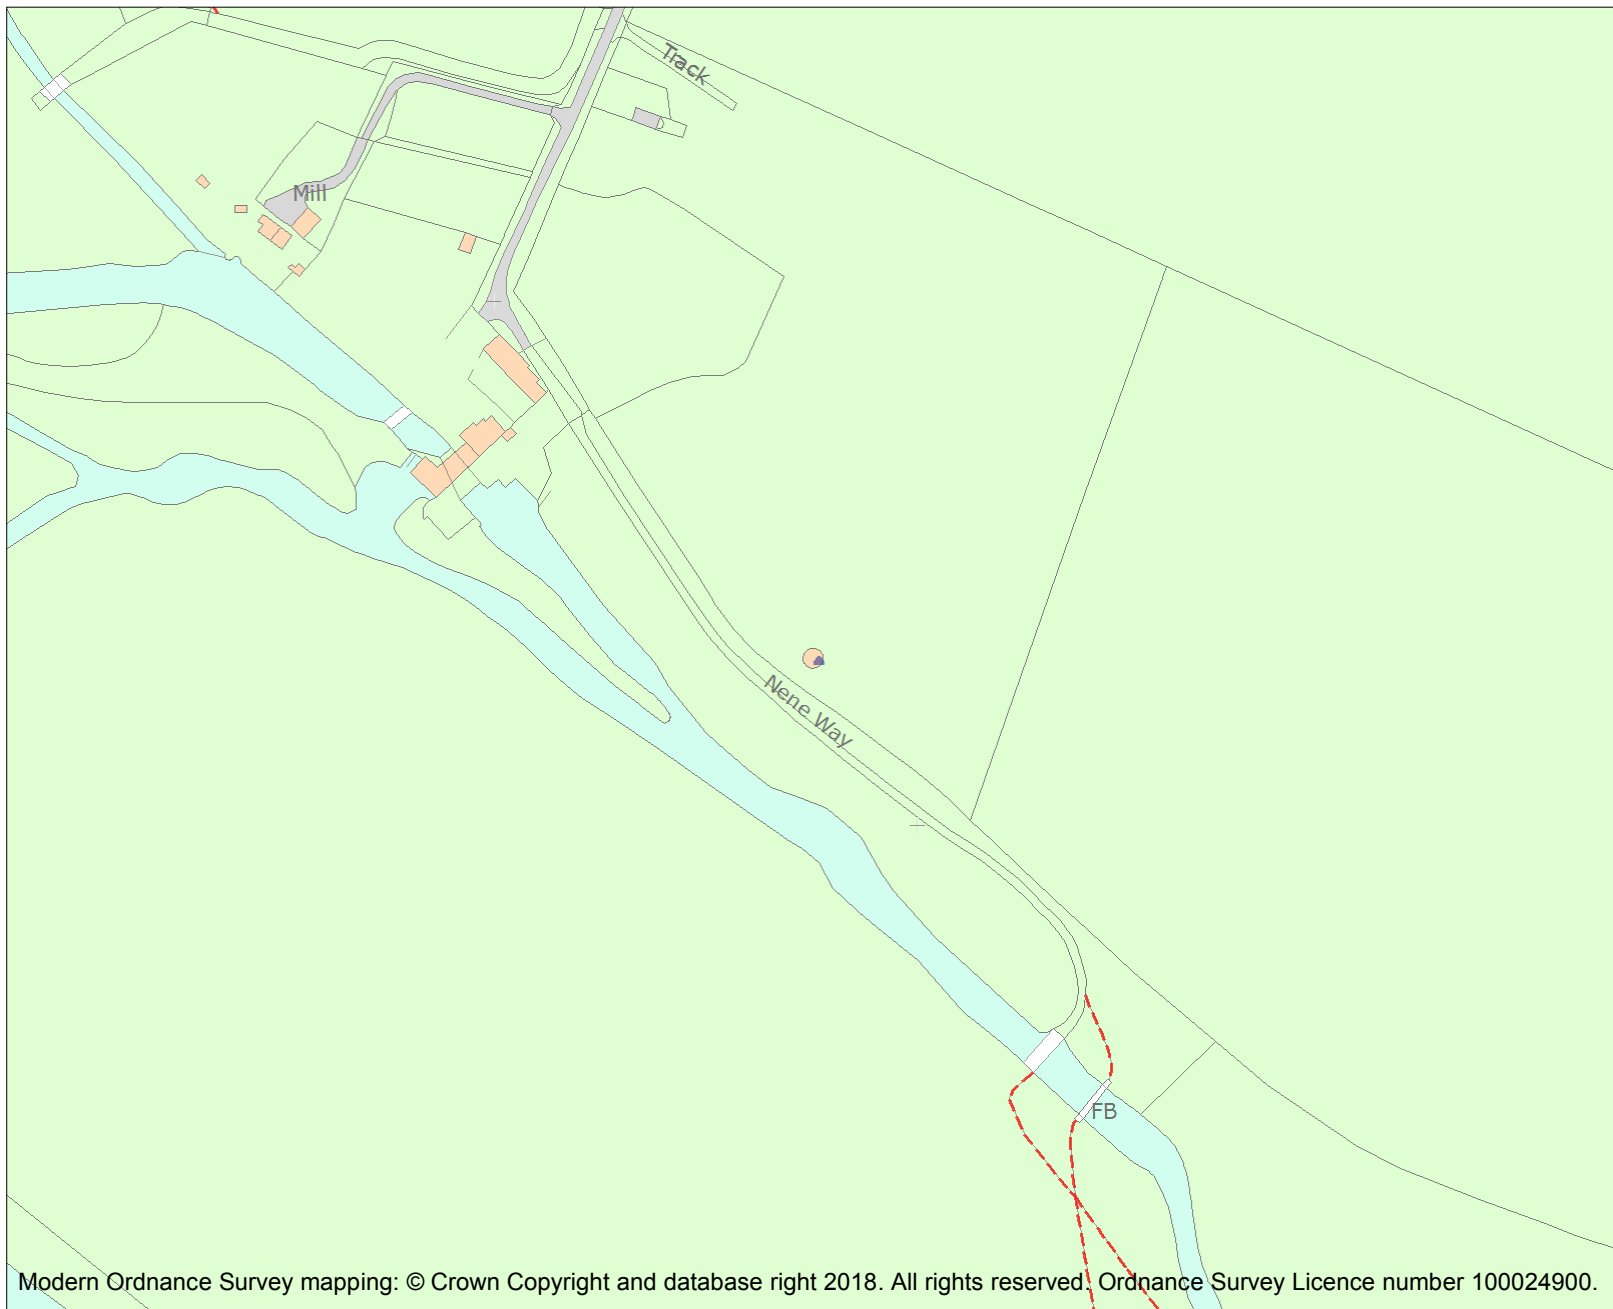 Track
Mill
Nene Way
FB
Modern Ordnance Survey mapping: © Crown Copyright and database right 2018. All rights reserved. Ordnance Survey Licence number 100024900.